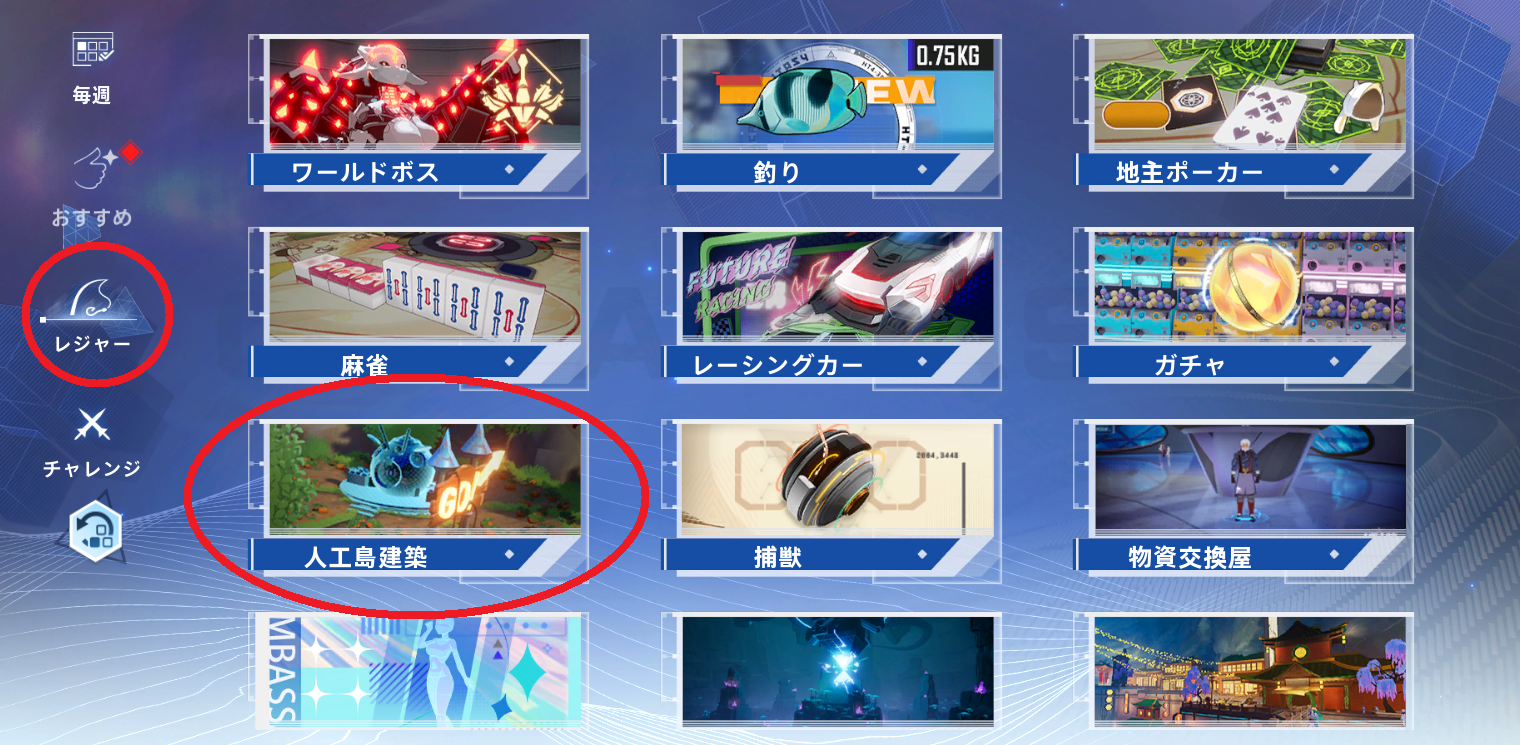 毎週
おすすめ
レジャー
チャレンジ
0.75KG
EW
ワールドボス
釣り
地主ポーカー
FUTURE
RACING
麻雀
レーシングカー
ガチャ
GO!
人工島建築
捕獣
物資交換屋
MBASS